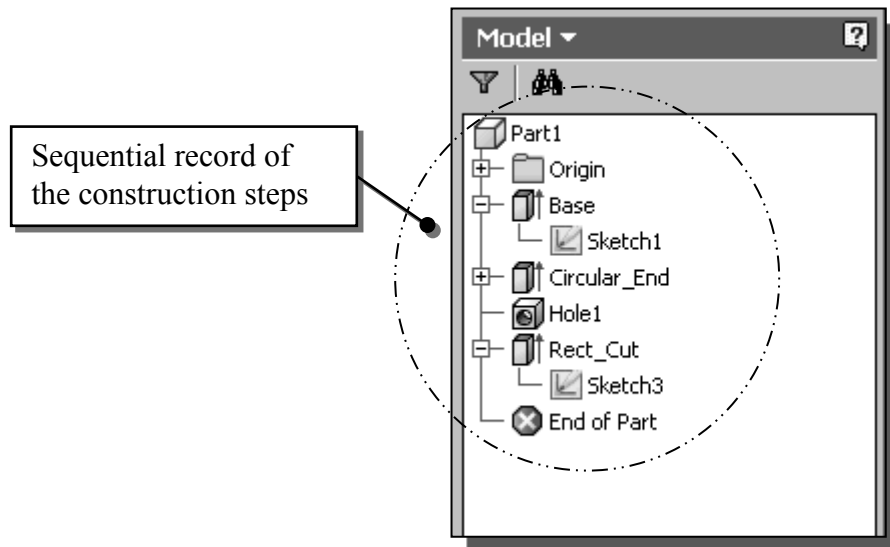 Model
Sequential record of
the construction steps
Part1
Origin
Base
Sketch1
Circular_End
Hole1
Rect_Cut
Sketch3
End of Part